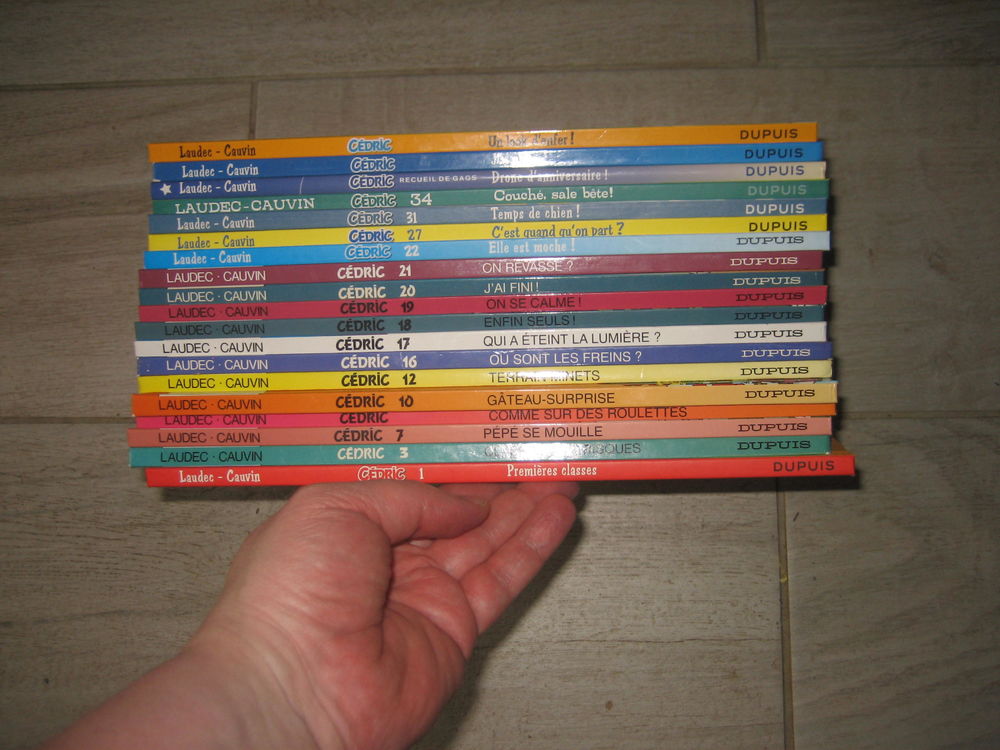 Laudec - Cauvin CÉDRIC Un look d'enfer ! DUPUIS
Laudec - Cauvin CÉDRIC DUPUIS
Laudec - Cauvin CÉDRIC RECUEIL DE GAGS Drone d'anniversaire ! DUPUIS
LAUDEC-CAUVIN CÉDRIC 34 Couché, sale bête! DUPUIS
Laudec - Cauvin CÉDRIC 31 Temps de chien ! DUPUIS
Laudec - Cauvin CÉDRIC 27 C'est quand qu'on part ? DUPUIS
Laudec - Cauvin CÉDRIC 22 Elle est moche ! DUPUIS
LAUDEC · CAUVIN CÉDRIC 21 ON RÊVASSE ? DUPUIS
LAUDEC · CAUVIN CÉDRIC 20 J'AI FINI ! DUPUIS
LAUDEC · CAUVIN CÉDRIC 19 ON SE CALME ! DUPUIS
LAUDEC · CAUVIN CÉDRIC 18 ENFIN SEULS ! DUPUIS
LAUDEC · CAUVIN CÉDRIC 17 QUI A ÉTEINT LA LUMIÈRE ? DUPUIS
LAUDEC · CAUVIN CÉDRIC 16 OÙ SONT LES FREINS ? DUPUIS
LAUDEC · CAUVIN CÉDRIC 12 TERRAIN MINETS DUPUIS
LAUDEC · CAUVIN CÉDRIC 10 GÂTEAU-SURPRISE DUPUIS
LAUDEC · CAUVIN CÉDRIC COMME SUR DES ROULETTES
LAUDEC · CAUVIN CÉDRIC 7 PÉPÉ SE MOUILLE DUPUIS
LAUDEC · CAUVIN CÉDRIC 3 DUPUIS
Laudec - Cauvin CÉDRIC 1 Premières classes DUPUIS